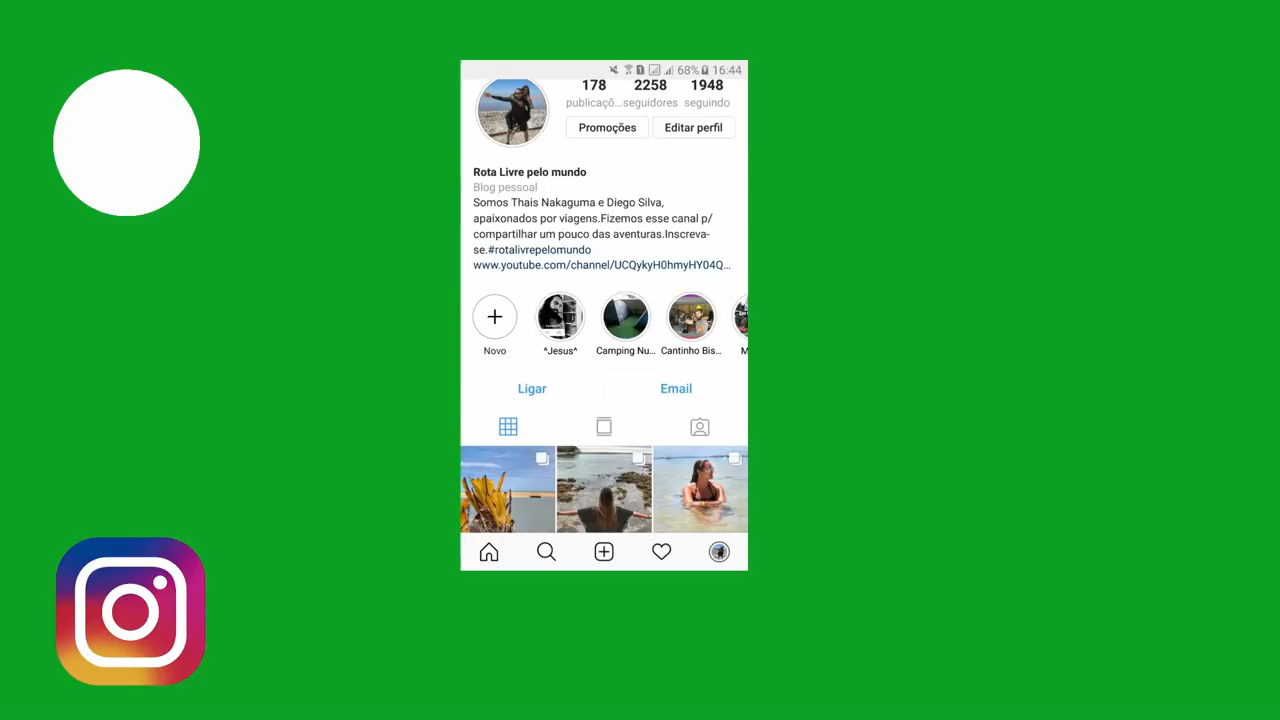 68% 16:44
178 2258 1948
publicaçõ... seguidores seguindo
Promoções Editar perfil
Rota Livre pelo mundo
Blog pessoal
Somos Thais Nakaguma e Diego Silva,
apaixonados por viagens.Fizemos esse canal p/
compartilhar um pouco das aventuras.Inscreva-
se.#rotalivrepelomundo
www.youtube.com/channel/UCQykyH0hmyHY04Q...
Novo ^Jesus^ Camping Nu... Cantinho Bis... M
Ligar Email